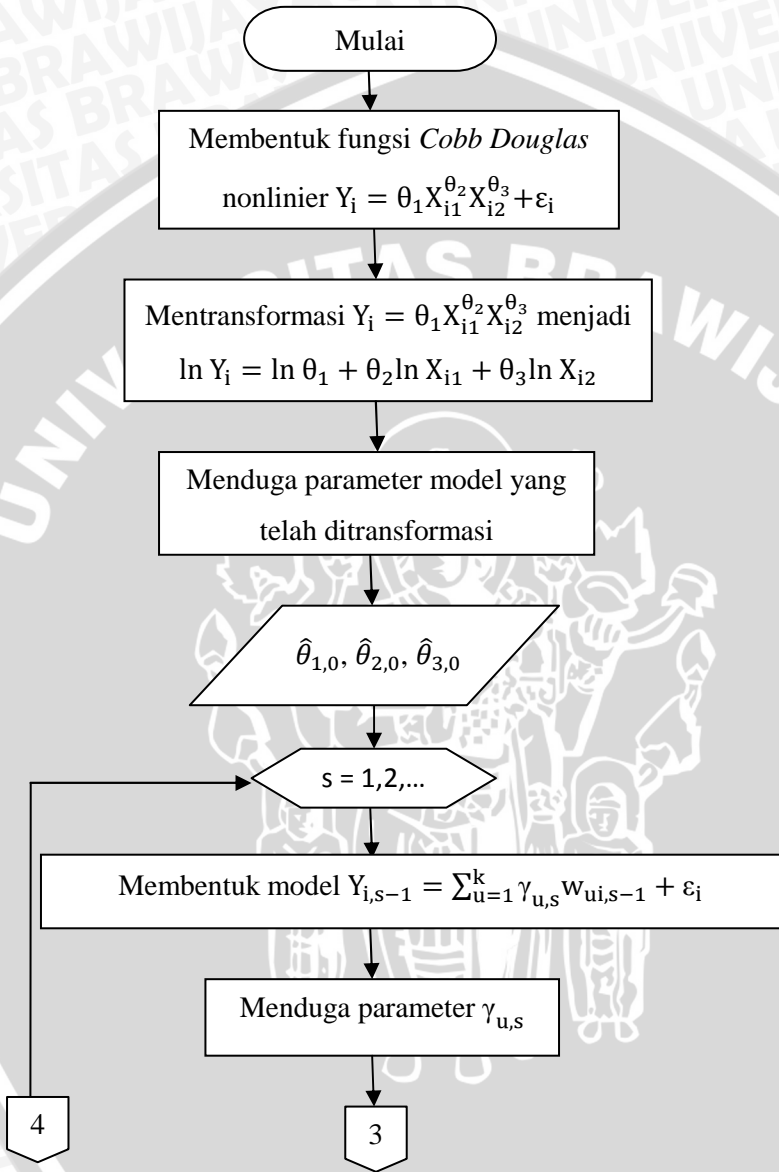 Mulai
Membentuk fungsi Cobb Douglas
nonlinier Y_i = θ_1 X_{i1}^{θ_2} X_{i2}^{θ_3} + ε_i
Mentransformasi Y_i = θ_1 X_{i1}^{θ_2} X_{i2}^{θ_3} menjadi
ln Y_i = ln θ_1 + θ_2 ln X_{i1} + θ_3 ln X_{i2}
Menduga parameter model yang
telah ditransformasi
θ̂_{1,0}, θ̂_{2,0}, θ̂_{3,0}
s = 1,2,...
Membentuk model Y_{i,s−1} = ∑_{u=1}^{k} γ_{u,s} w_{ui,s−1} + ε_i
Menduga parameter γ_{u,s}
4
3